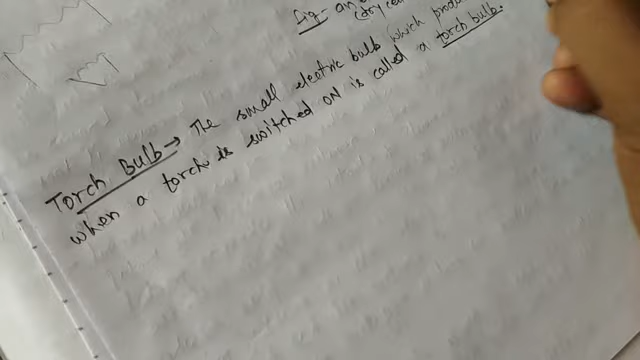 Fig- an
(dry ce
Torch Bulb→ The small electric bulb which produ
when a torch is switched ON is called a torch bulb.